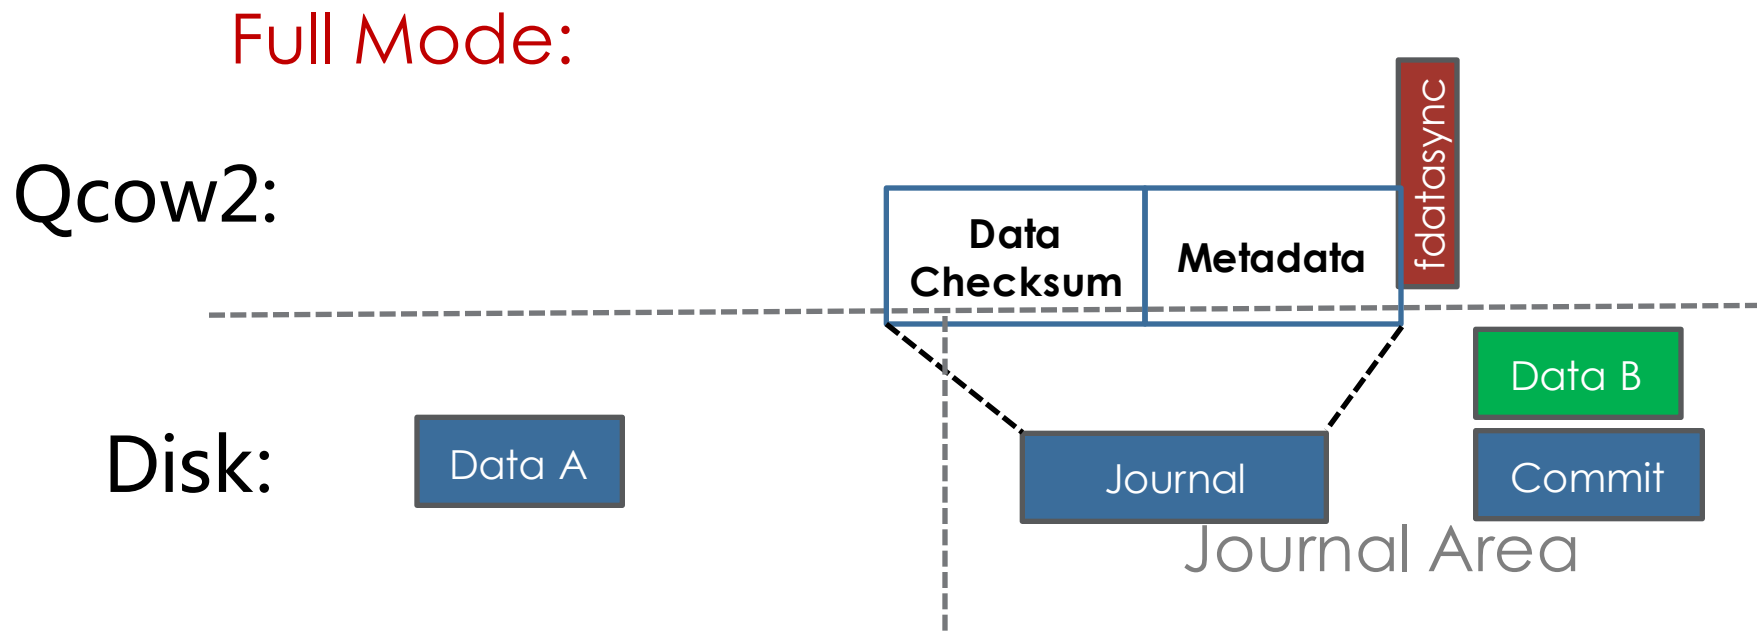 Full Mode:
fdatasync
Qcow2:
Data
Checksum
Metadata
Data B
Disk:
Data A
Journal
Commit
Journal Area